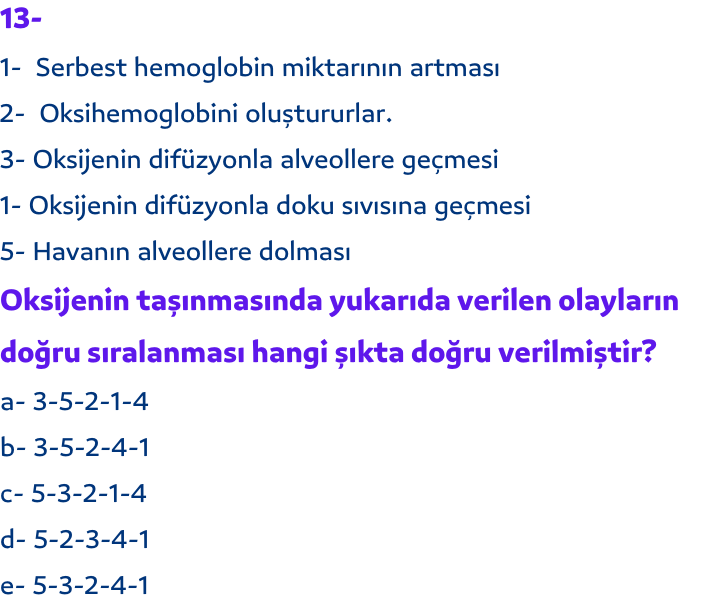 13-
1- Serbest hemoglobin miktarının artması
2- Oksihemoglobini oluştururlar.
3- Oksijenin difüzyonla alveollere geçmesi
1- Oksijenin difüzyonla doku sıvısına geçmesi
5- Havanın alveollere dolması
Oksijenin taşınmasında yukarıda verilen olayların
doğru sıralanması hangi şıkta doğru verilmiştir?
a- 3-5-2-1-4
b- 3-5-2-4-1
c- 5-3-2-1-4
d- 5-2-3-4-1
e- 5-3-2-4-1